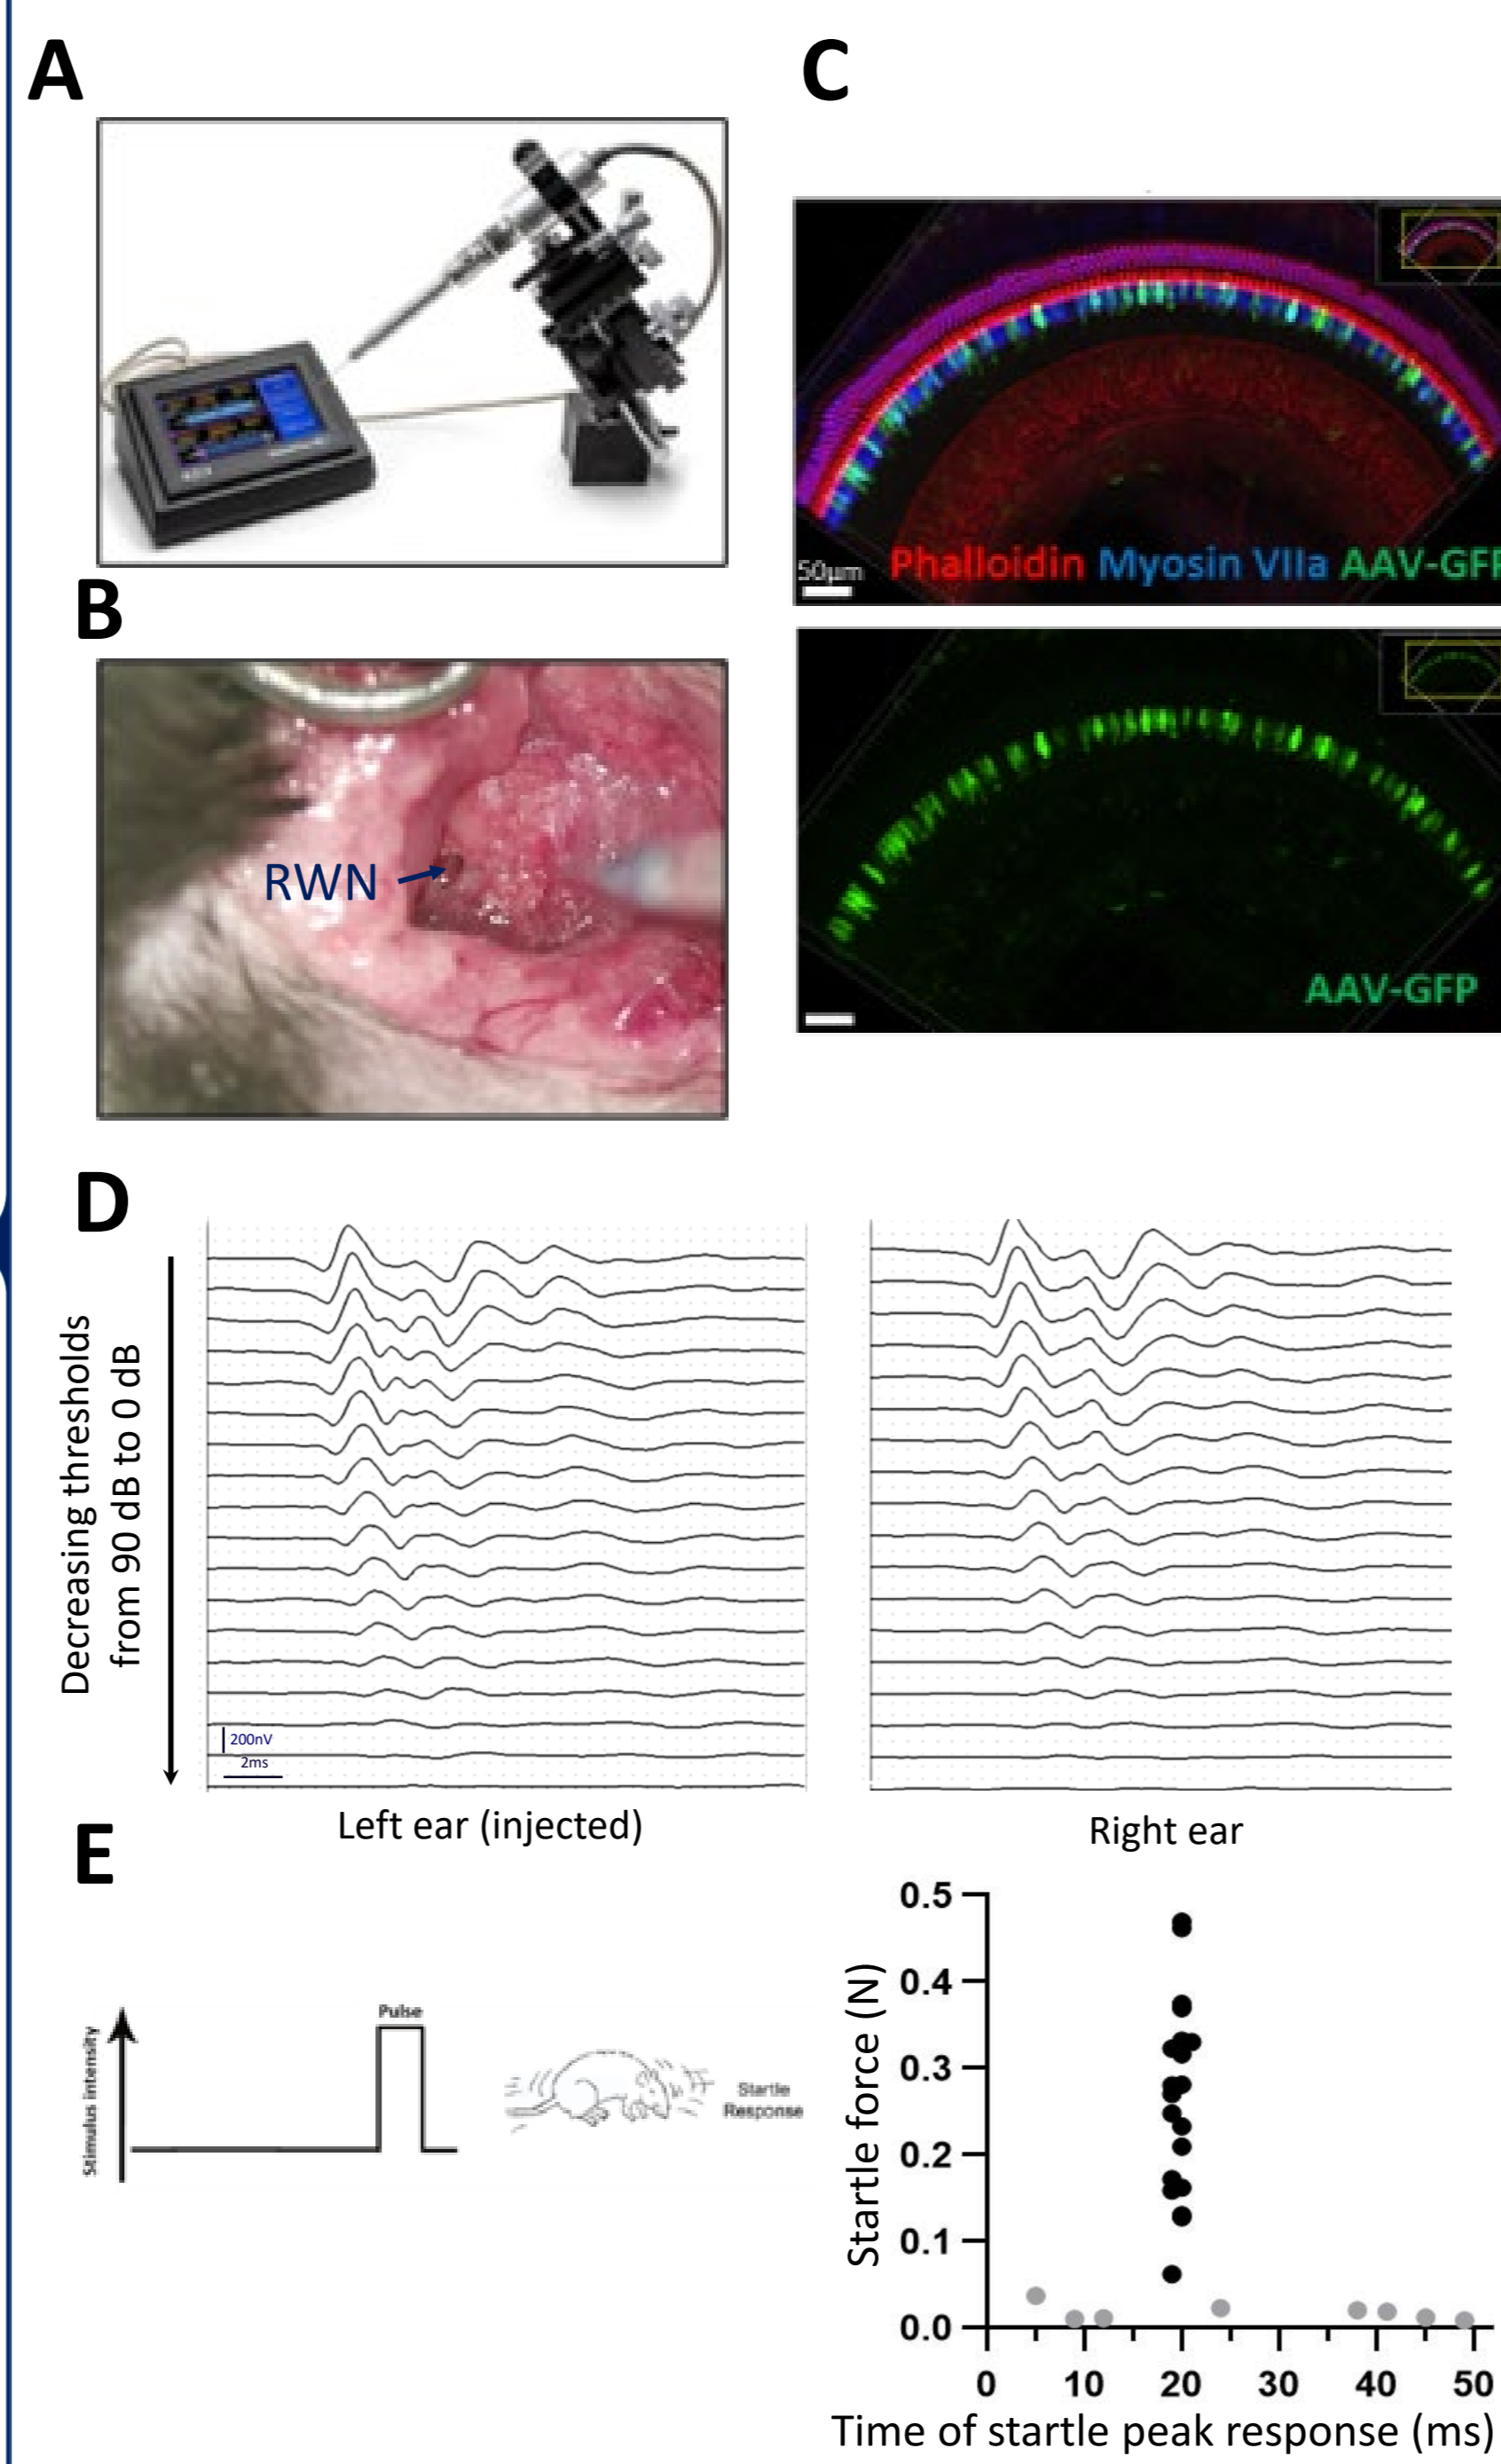 A
B
RWN
C
50μm
Phalloidin Myosin VIIa AAV-GFP
AAV-GFP
D
Decreasing thresholds
from 90 dB to 0 dB
200nV
2ms
Left ear (injected)
Right ear
E
Stimulus intensity
Pulse
Startle
Response
Startle force (N)
0.5
0.4
0.3
0.2
0.1
0.0
0 10 20 30 40 50
Time of startle peak response (ms)